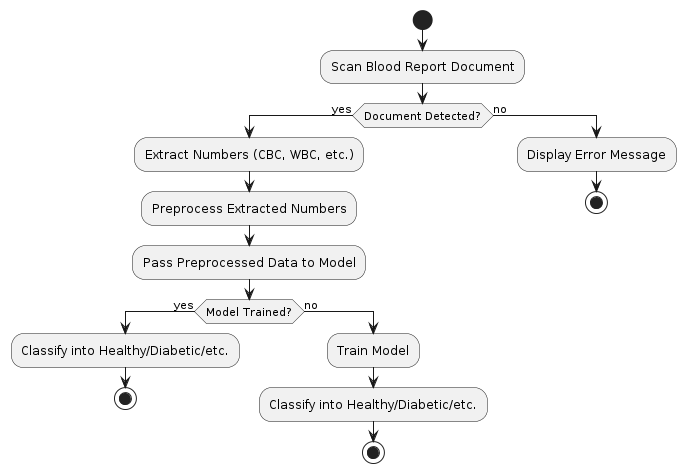 Scan Blood Report Document
yes
Document Detected?
no
Extract Numbers (CBC, WBC, etc.)
Display Error Message
Preprocess Extracted Numbers
Pass Preprocessed Data to Model
yes
Model Trained?
no
Classify into Healthy/Diabetic/etc.
Train Model
Classify into Healthy/Diabetic/etc.